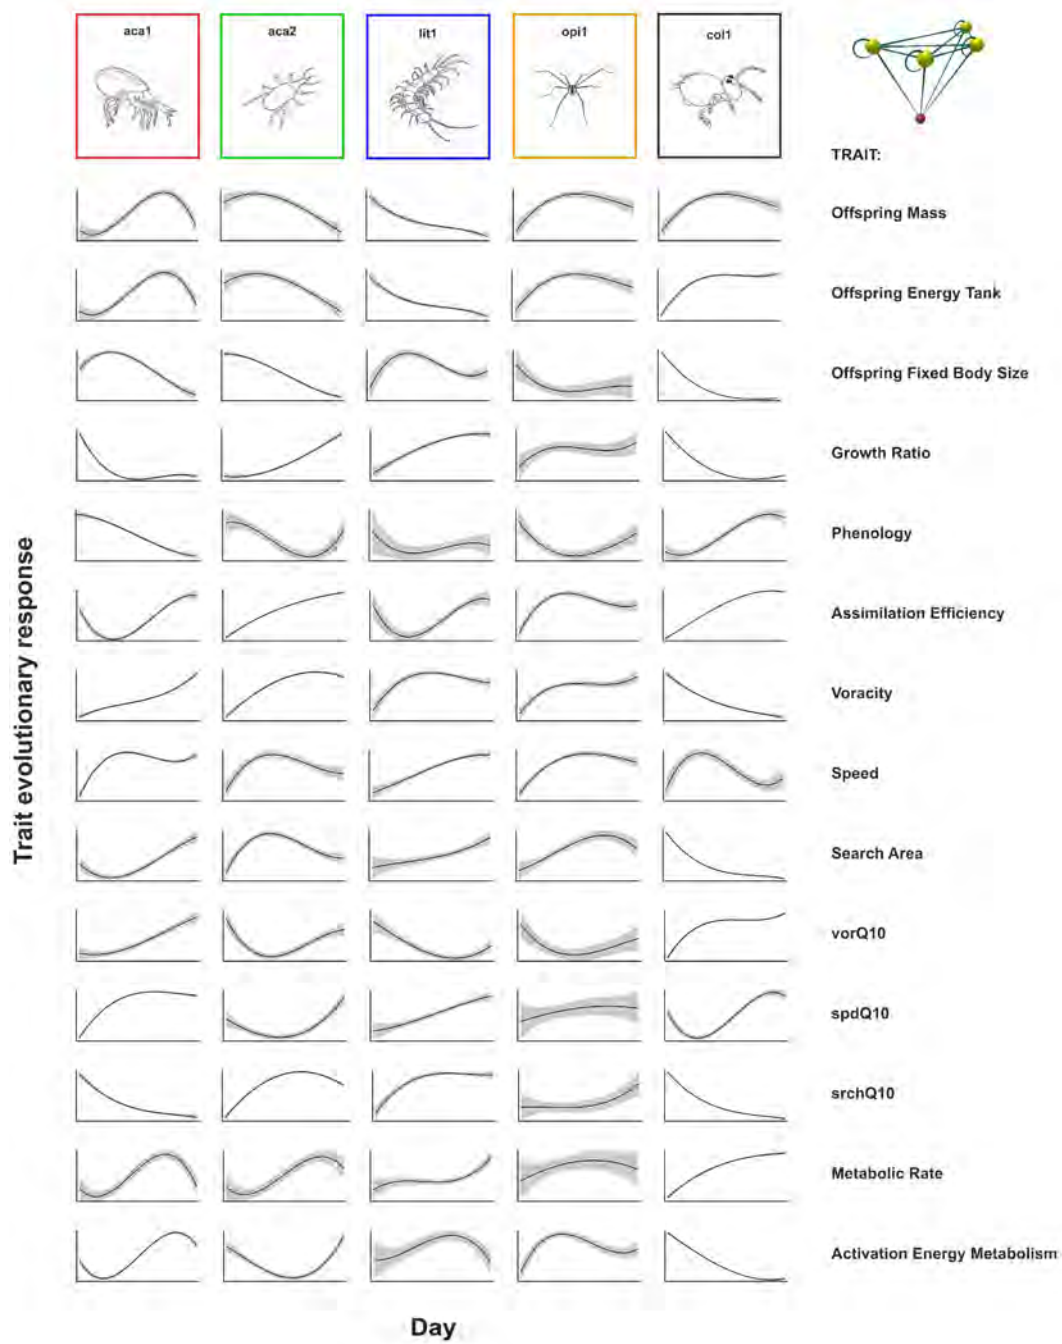 aca1
aca2
lit1
opi1
col1
TRAIT:
Offspring Mass
Offspring Energy Tank
Offspring Fixed Body Size
Growth Ratio
Phenology
Assimilation Efficiency
Voracity
Speed
Search Area
vorQ10
spdQ10
srchQ10
Metabolic Rate
Activation Energy Metabolism
Trait evolutionary response
Day